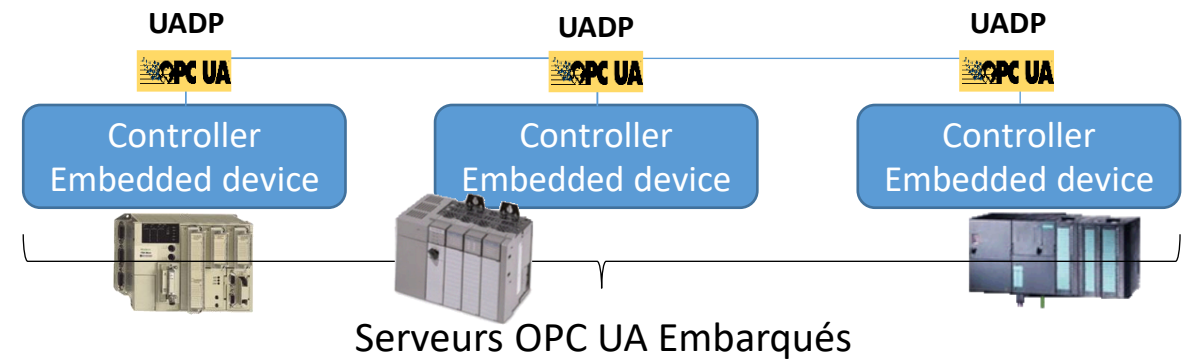 UADP
UADP
UADP
OPC UA
OPC UA
OPC UA
Controller
Embedded device
Controller
Embedded device
Controller
Embedded device
Serveurs OPC UA Embarqués